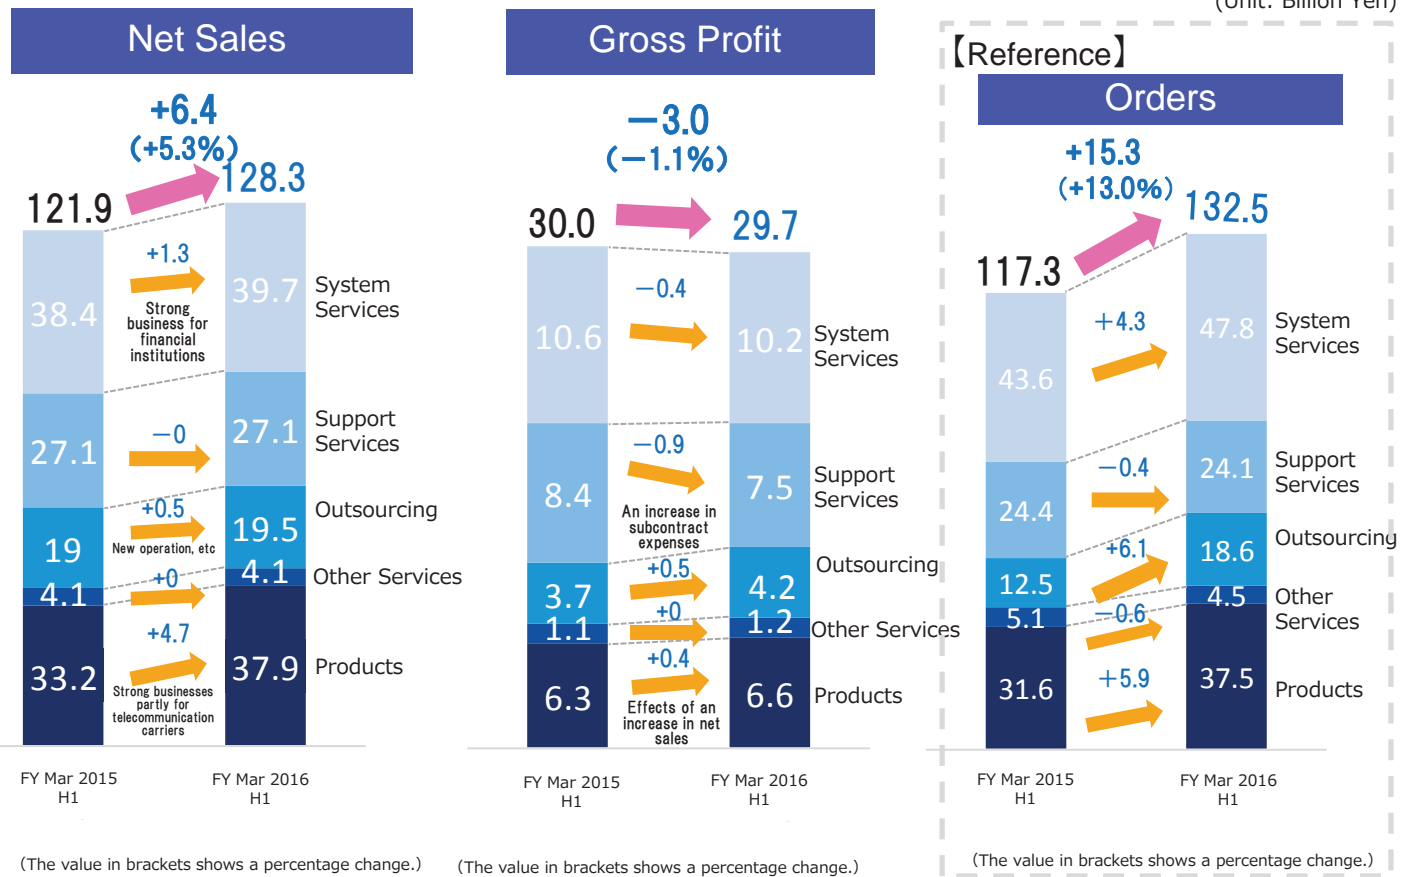 (Unit: Billion Yen)
Net Sales
+6.4
(+5.3%)
121.9
128.3
38.4
+1.3
Strong
business for
financial
institutions
39.7
System
Services
27.1
－0
27.1
Support
Services
19
+0.5
New operation, etc
19.5
Outsourcing
4.1
+0
4.1
Other Services
33.2
+4.7
Strong businesses
partly for
telecommunication
carriers
37.9
Products
FY Mar 2015
H1
FY Mar 2016
H1
(The value in brackets shows a percentage change.)
Gross Profit
－3.0
(－1.1%)
30.0
29.7
10.6
－0.4
10.2
System
Services
8.4
－0.9
An increase in
subcontract
expenses
7.5
Support
Services
3.7
+0.5
4.2
Outsourcing
1.1
+0
1.2
Other Services
6.3
+0.4
Effects of an
increase in net
sales
6.6
Products
FY Mar 2015
H1
FY Mar 2016
H1
(The value in brackets shows a percentage change.)
【Reference】
Orders
+15.3
(+13.0%)
117.3
132.5
43.6
＋4.3
47.8
System
Services
24.4
－0.4
24.1
Support
Services
12.5
+6.1
18.6
Outsourcing
5.1
－0.6
4.5
Other
Services
31.6
＋5.9
37.5
Products
FY Mar 2015
H1
FY Mar 2016
H1
(The value in brackets shows a percentage change.)